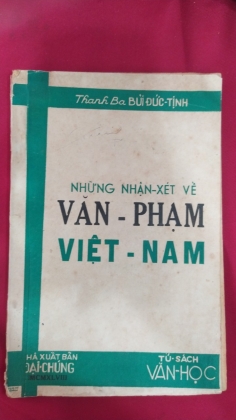 Thanh Ba BÙI-ĐỨC-TỊNH
NHỮNG NHẬN-XÉT VỀ
VĂN - PHẠM
VIỆT - NAM
HÀ XUẤT BẢN
ĐẠI-CHÚNG
TỦ-SÁCH
VĂN-HỌC